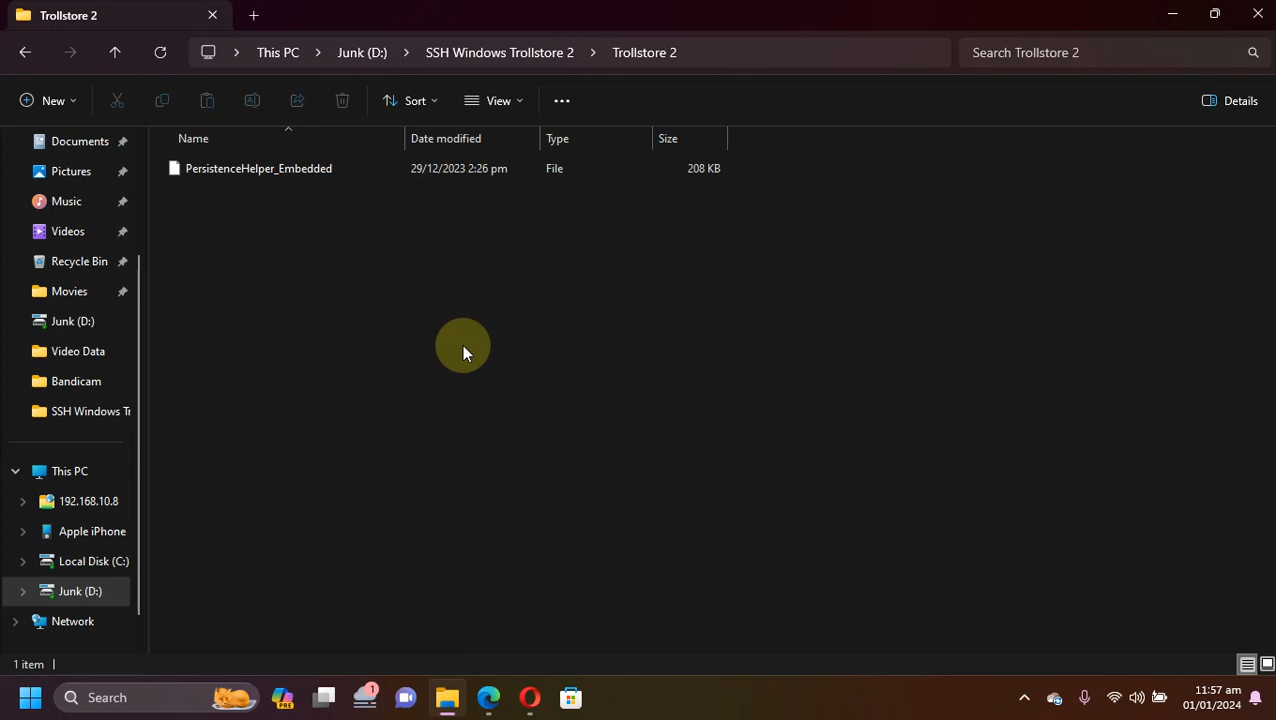 Trollstore 2
This PC
Junk (D:)
SSH Windows Trollstore 2
Trollstore 2
Search Trollstore 2
New
Sort
View
Details
Name
Date modified
Type
Size
PersistenceHelper_Embedded
29/12/2023 2:26 pm
File
208 KB
Documents
Pictures
Music
Videos
Recycle Bin
Movies
Junk (D:)
Video Data
Bandicam
SSH Windows Tr
This PC
192.168.10.8
Apple iPhone
Local Disk (C:)
Junk (D:)
Network
1 item
Search
PRE
1
11:57 am
01/01/2024